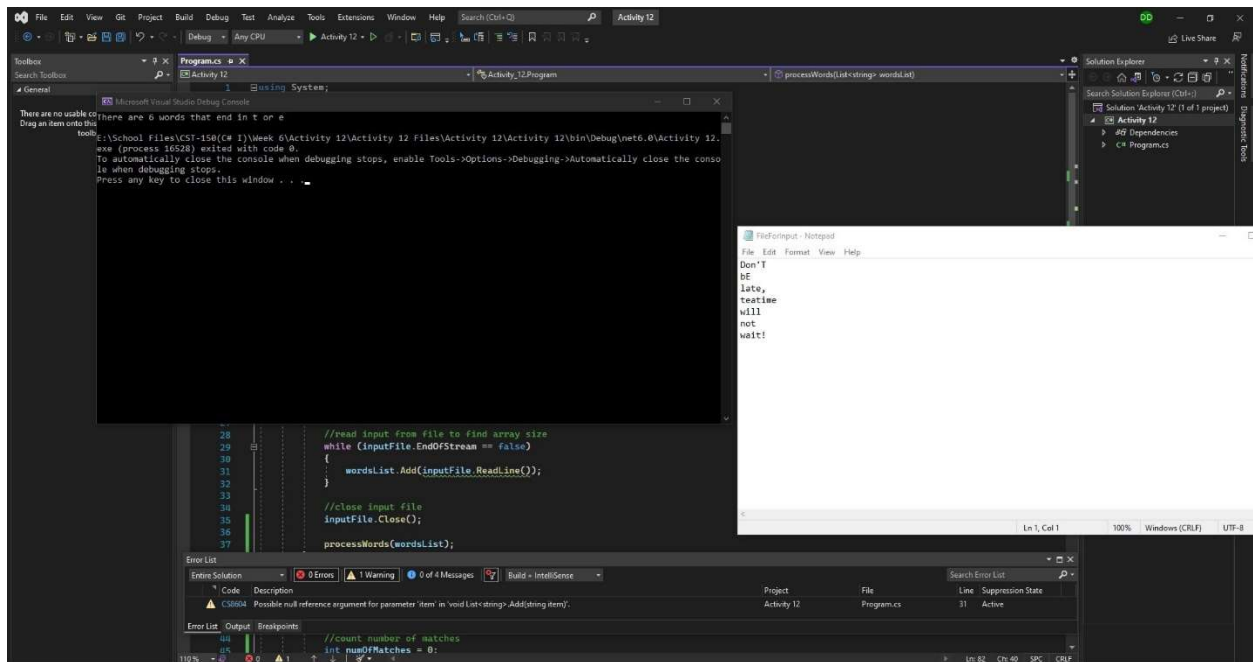 File Edit View Git Project Build Debug Test Analyze Tools Extensions Window Help Search (Ctrl+Q) Activity 12 DD
Debug Any CPU Activity 12 Live Share
Toolbox Program.cs Solution Explorer
Search Toolbox Activity 12 Activity_12.Program processWords(List<string> wordsList)
General 1 using System; Search Solution Explorer (Ctrl+;)
Notifications
Diagnostic Tools
Solution 'Activity 12' (1 of 1 project)
Activity 12
Dependencies
C# Program.cs
There are no usable co
Drag an item onto this
toolb
Microsoft Visual Studio Debug Console
There are 6 words that end in t or e
E:\School Files\CST-150(C# I)\Week 6\Activity 12\Activity 12 Files\Activity 12\Activity 12\bin\Debug\net6.0\Activity 12.
exe (process 16528) exited with code 0.
To automatically close the console when debugging stops, enable Tools->Options->Debugging->Automatically close the conso
le when debugging stops.
Press any key to close this window . . .
FileForInput - Notepad
File Edit Format View Help
Don'T
bE
late,
teatime
will
not
wait!
Ln 1, Col 1 100% Windows (CRLF) UTF-8
28 //read input from file to find array size
29 while (inputFile.EndOfStream == false)
30 {
31 wordsList.Add(inputFile.ReadLine());
32 }
33
34 //close input file
35 inputFile.Close();
36
37 processWords(wordsList);
Error List
Entire Solution 0 Errors 1 Warning 0 of 4 Messages Build + IntelliSense Search Error List
Code Description Project File Line Suppression State
CS8604 Possible null reference argument for parameter 'item' in 'void List<string>.Add(string item)'. Activity 12 Program.cs 31 Active
Error List Output Breakpoints
44 //count number of matches
45 int numOfMatches = 0;
110% 0 1 Ln: 82 Ch: 40 SPC CRLF